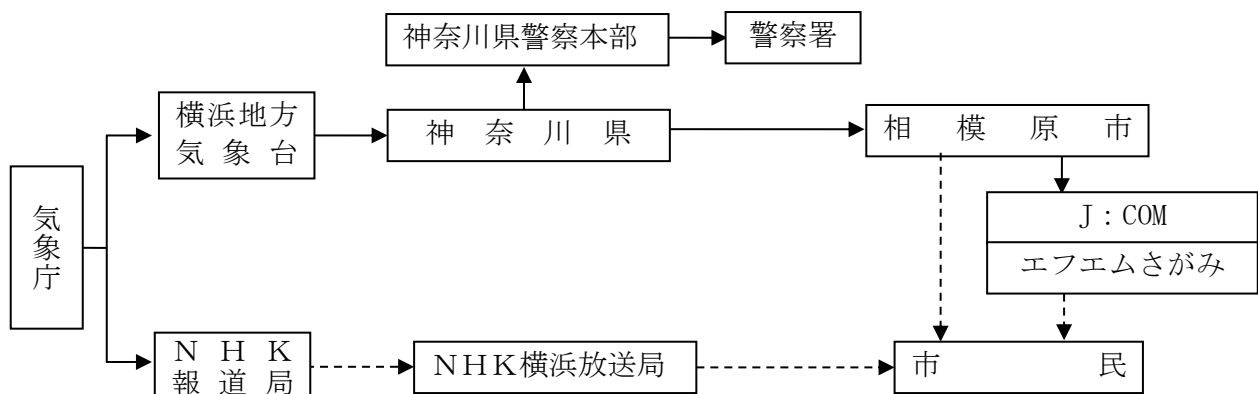 神奈川県警察本部
警察署
横浜地方
気象台
神奈川県
相模原市
気象庁
J：COM
エフエムさがみ
NHK
報道局
NHK横浜放送局
市民